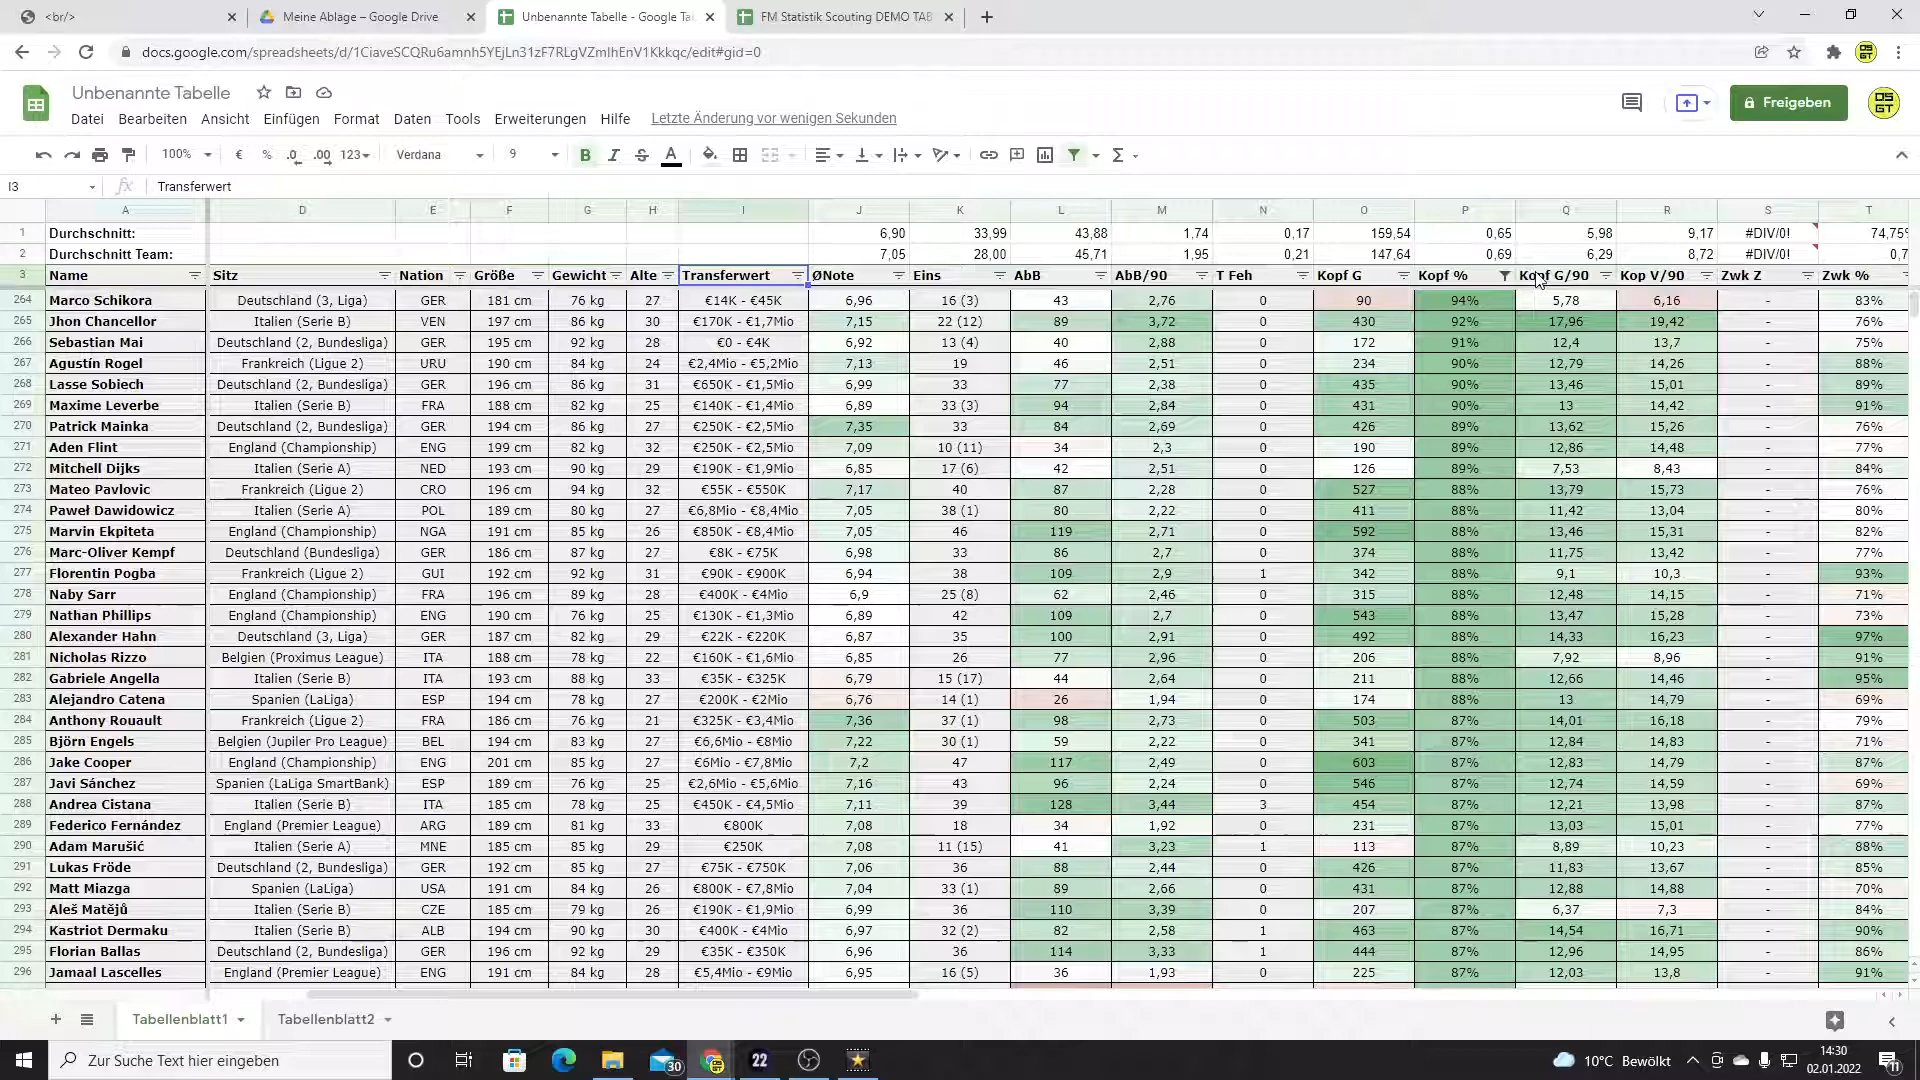 <br/>
Meine Ablage – Google Drive
Unbenannte Tabelle - Google Ta
FM Statistik Scouting DEMO TAB
docs.google.com/spreadsheets/d/1CiaveSCQRu6amnh5YEjLn31zF7RLgVZmlhEnV1Kkkqc/edit#gid=0
Unbenannte Tabelle
Datei Bearbeiten Ansicht Einfügen Format Daten Tools Erweiterungen Hilfe Letzte Änderung vor wenigen Sekunden
Freigeben
100% € % .0 .00 123 Verdana 9 B I S A
I3 fx Transferwert
A D E F G H I J K L M N O P Q R S T
1 Durchschnitt: 6,90 33,99 43,88 1,74 0,17 159,54 0,65 5,98 9,17 #DIV/0! 74,75%
2 Durchschnitt Team: 7,05 28,00 45,71 1,95 0,21 147,64 0,69 6,29 8,72 #DIV/0! 0,7
3 Name Sitz Nation Größe Gewicht Alte Transferwert ØNote Eins AbB AbB/90 T Feh Kopf G Kopf % Kopf G/90 Kop V/90 Zwk Z Zwk %
264 Marco Schikora Deutschland (3, Liga) GER 181 cm 76 kg 27 €14K - €45K 6,96 16 (3) 43 2,76 0 90 94% 5,78 6,16 - 83%
265 Jhon Chancellor Italien (Serie B) VEN 197 cm 86 kg 30 €170K - €1,7Mio 7,15 22 (12) 89 3,72 0 430 92% 17,96 19,42 - 76%
266 Sebastian Mai Deutschland (2, Bundesliga) GER 195 cm 92 kg 28 €0 - €4K 6,92 13 (4) 40 2,88 0 172 91% 12,4 13,7 - 75%
267 Agustín Rogel Frankreich (Ligue 2) URU 190 cm 84 kg 24 €2,4Mio - €5,2Mio 7,13 19 46 2,51 0 234 90% 12,79 14,26 - 88%
268 Lasse Sobiech Deutschland (2, Bundesliga) GER 196 cm 86 kg 31 €650K - €1,5Mio 6,99 33 77 2,38 0 435 90% 13,46 15,01 - 89%
269 Maxime Leverbe Italien (Serie B) FRA 188 cm 82 kg 25 €140K - €1,4Mio 6,89 33 (3) 94 2,84 0 431 90% 13 14,42 - 91%
270 Patrick Mainka Deutschland (2, Bundesliga) GER 194 cm 86 kg 27 €250K - €2,5Mio 7,35 33 84 2,69 0 426 89% 13,62 15,26 - 76%
271 Aden Flint England (Championship) ENG 199 cm 86 kg 32 €250K - €2,5Mio 7,09 10 (11) 34 2,3 0 190 89% 12,86 14,48 - 77%
272 Mitchell Dijks Italien (Serie A) NED 193 cm 90 kg 29 €190K - €1,9Mio 6,85 17 (6) 42 2,51 0 126 89% 7,53 8,43 - 84%
273 Mateo Pavlovic Frankreich (Ligue 2) CRO 196 cm 94 kg 32 €55K - €550K 7,17 40 87 2,28 0 527 88% 13,79 15,73 - 76%
274 Paweł Dawidowicz Italien (Serie A) POL 189 cm 80 kg 27 €6,8Mio - €8,4Mio 7,05 38 (1) 80 2,22 0 411 88% 11,42 13,04 - 80%
275 Marvin Ekpiteta England (Championship) NGA 191 cm 85 kg 26 €850K - €8,4Mio 7,05 46 119 2,71 0 592 88% 13,46 15,31 - 82%
276 Marc-Oliver Kempf Deutschland (Bundesliga) GER 186 cm 87 kg 27 €8K - €75K 6,98 33 86 2,7 0 374 88% 11,75 13,42 - 77%
277 Florentin Pogba Frankreich (Ligue 2) GUI 192 cm 92 kg 31 €90K - €900K 6,94 38 109 2,9 1 342 88% 9,1 10,3 - 93%
278 Naby Sarr England (Championship) FRA 196 cm 89 kg 28 €400K - €4Mio 6,9 25 (8) 62 2,46 0 315 88% 12,48 14,15 - 71%
279 Nathan Phillips England (Championship) ENG 190 cm 76 kg 25 €130K - €1,3Mio 6,89 42 109 2,7 0 543 88% 13,47 15,28 - 73%
280 Alexander Hahn Deutschland (3, Liga) GER 187 cm 82 kg 29 €22K - €220K 6,87 35 100 2,91 0 492 88% 14,33 16,23 - 97%
281 Nicholas Rizzo Belgien (Proximus League) ITA 188 cm 78 kg 22 €160K - €1,6Mio 6,85 26 77 2,96 0 206 88% 7,92 8,96 - 91%
282 Gabriele Angella Italien (Serie B) ITA 193 cm 88 kg 33 €35K - €325K 6,79 15 (17) 44 2,64 0 211 88% 12,66 14,46 - 95%
283 Alejandro Catena Spanien (LaLiga) ESP 194 cm 78 kg 27 €200K - €2Mio 6,76 14 (1) 26 1,94 0 174 88% 13 14,79 - 69%
284 Anthony Rouault Frankreich (Ligue 2) FRA 186 cm 76 kg 21 €325K - €3,4Mio 7,36 37 (1) 98 2,73 0 503 87% 14,01 16,18 - 79%
285 Björn Engels Belgien (Jupiler Pro League) BEL 194 cm 83 kg 27 €6,6Mio - €8Mio 7,22 30 (1) 59 2,22 0 341 87% 12,84 14,83 - 71%
286 Jake Cooper England (Championship) ENG 201 cm 85 kg 27 €6Mio - €7,8Mio 7,2 47 117 2,49 0 603 87% 12,83 14,79 - 87%
287 Javi Sánchez Spanien (LaLiga SmartBank) ESP 189 cm 76 kg 25 €2,6Mio - €5,6Mio 7,16 43 96 2,24 0 546 87% 12,74 14,59 - 69%
288 Andrea Cistana Italien (Serie B) ITA 185 cm 78 kg 25 €450K - €4,5Mio 7,11 39 128 3,44 3 454 87% 12,21 13,98 - 87%
289 Federico Fernández England (Premier League) ARG 189 cm 81 kg 33 €800K 7,08 18 34 1,92 0 231 87% 13,03 15,01 - 77%
290 Adam Marušić Italien (Serie A) MNE 185 cm 85 kg 29 €250K 7,08 11 (15) 41 3,23 1 113 87% 8,89 10,23 - 88%
291 Lukas Fröde Deutschland (2, Bundesliga) GER 192 cm 85 kg 27 €75K - €750K 7,06 36 88 2,44 0 426 87% 11,83 13,67 - 85%
292 Matt Miazga Spanien (LaLiga) USA 191 cm 84 kg 26 €800K - €7,8Mio 7,04 33 (1) 89 2,66 0 431 87% 12,88 14,88 - 70%
293 Aleš Matějů Italien (Serie B) CZE 185 cm 79 kg 26 €190K - €1,9Mio 6,99 36 110 3,39 0 207 87% 6,37 7,3 - 84%
294 Kastriot Dermaku Italien (Serie B) ALB 194 cm 90 kg 30 €400K - €4Mio 6,97 32 (2) 82 2,58 1 463 87% 14,54 16,71 - 90%
295 Florian Ballas Deutschland (2, Bundesliga) GER 196 cm 92 kg 29 €35K - €350K 6,96 36 114 3,33 1 444 87% 12,96 14,95 - 86%
296 Jamaal Lascelles England (Premier League) ENG 191 cm 84 kg 28 €5,4Mio - €9Mio 6,95 16 (5) 36 1,93 0 225 87% 12,03 13,8 - 91%
Tabellenblatt1 Tabellenblatt2
Zur Suche Text hier eingeben
30
22
10°C Bewölkt
14:30
02.01.2022
11